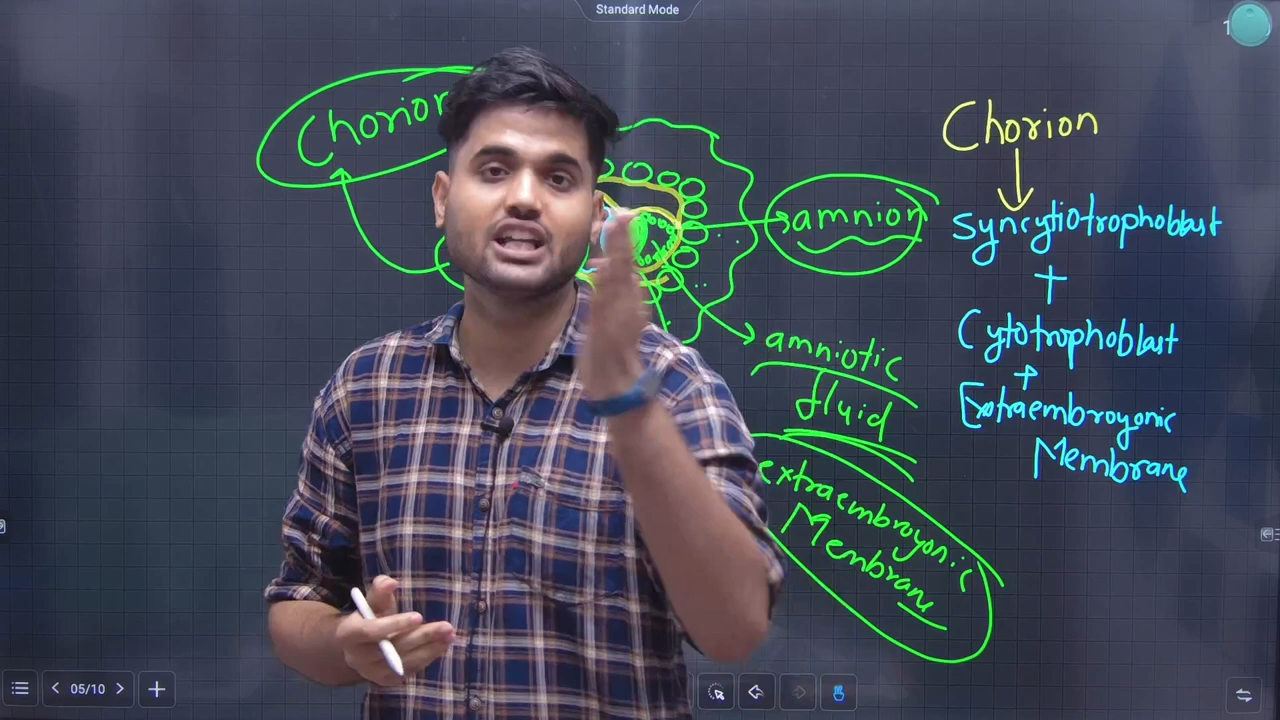 Standard Mode
Chorion
amnion
amniotic
fluid
extraembroyonic
Membrane
Chorion
Syncytiotrophoblast
+
Cytotrophoblast
+
Extraembroyonic
Membrane
05/10